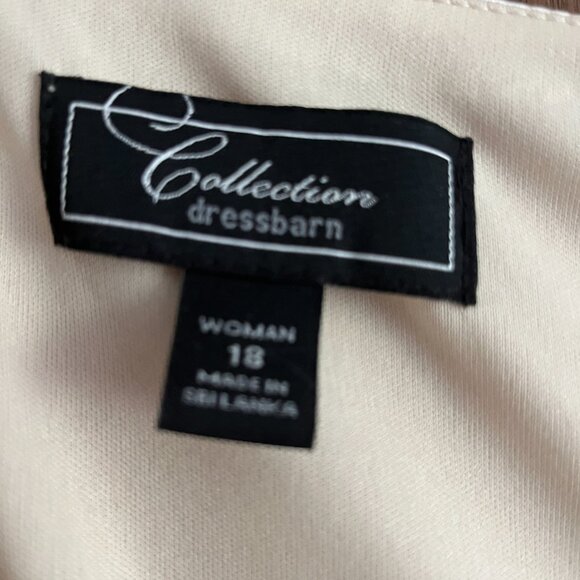 Collection
dressbarn
WOMAN
18
MADE IN
SRI LANKA